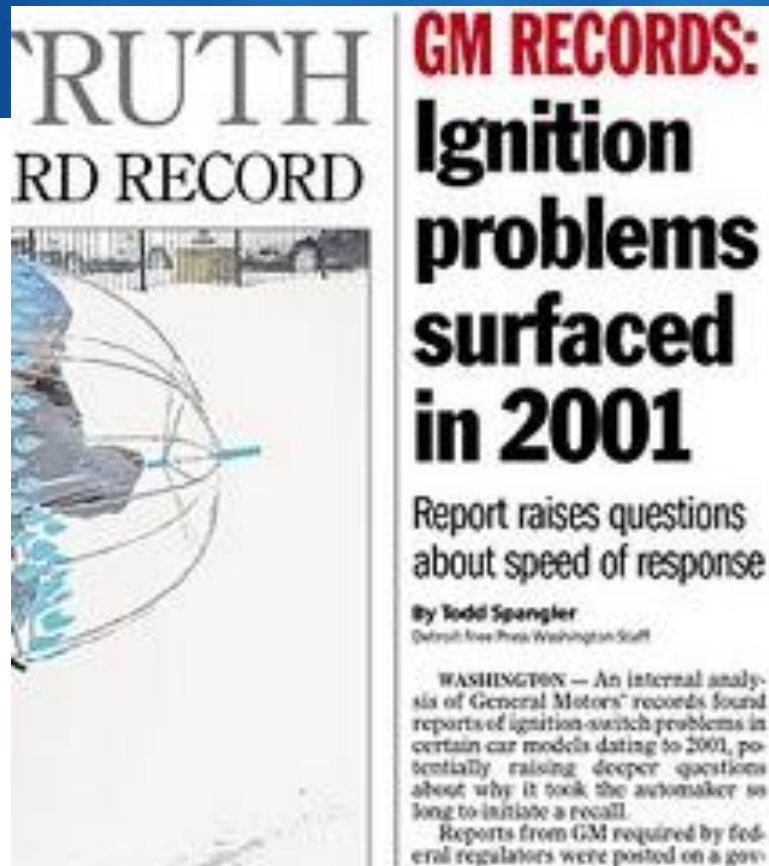 TRUTH
RD RECORD
GM RECORDS:
Ignition
problems
surfaced
in 2001
Report raises questions
about speed of response
By Todd Spangler
Detroit Free Press Washington Staff
WASHINGTON — An internal analy-
sis of General Motors' records found
reports of ignition-switch problems in
certain car models dating to 2001, po-
tentially raising deeper questions
about why it took the automaker so
long to initiate a recall.
Reports from GM required by fed-
eral regulators were posted on a gov-